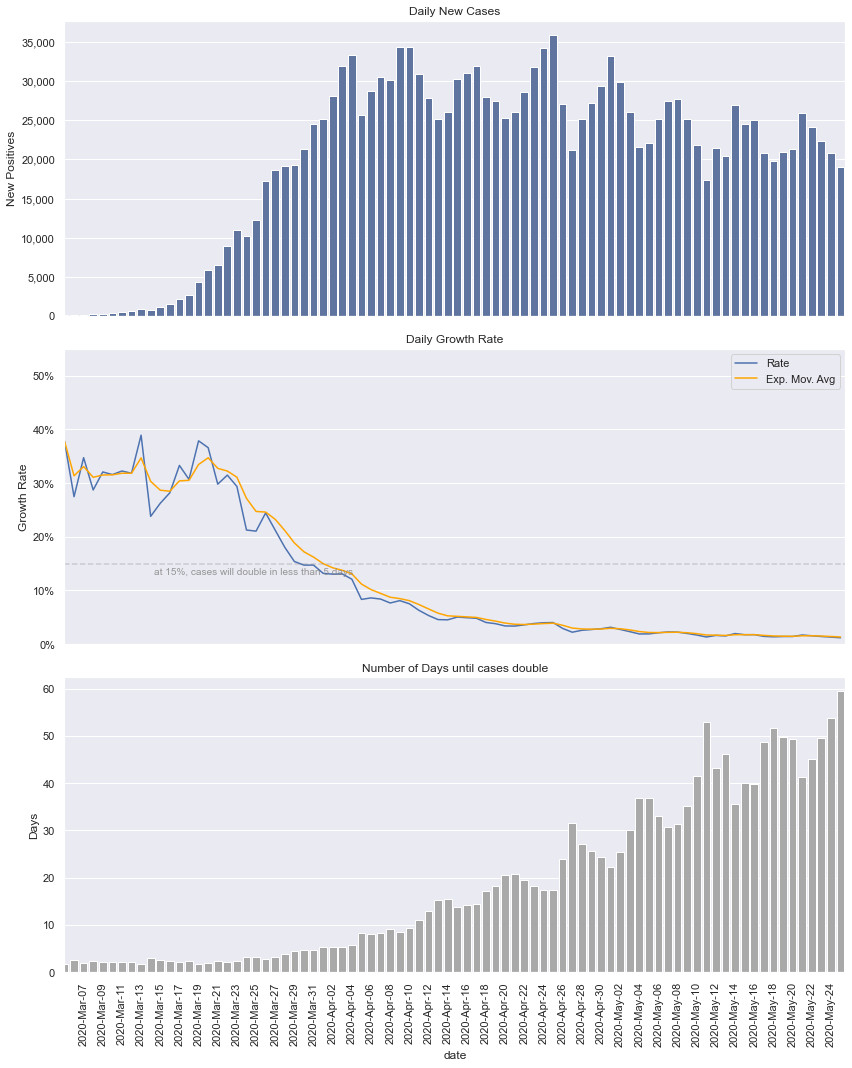 Daily New Cases
35,000
30,000
25,000
20,000
15,000
10,000
5,000
0
New Positives
Daily Growth Rate
50%
40%
30%
20%
10%
0%
Growth Rate
Rate
Exp. Mov. Avg
at 15%, cases will double in less than 5 days
Number of Days until cases double
60
50
40
30
20
10
0
Days
2020-Mar-07
2020-Mar-09
2020-Mar-11
2020-Mar-13
2020-Mar-15
2020-Mar-17
2020-Mar-19
2020-Mar-21
2020-Mar-23
2020-Mar-25
2020-Mar-27
2020-Mar-29
2020-Mar-31
2020-Apr-02
2020-Apr-04
2020-Apr-06
2020-Apr-08
2020-Apr-10
2020-Apr-12
2020-Apr-14
2020-Apr-16
2020-Apr-18
2020-Apr-20
2020-Apr-22
2020-Apr-24
2020-Apr-26
2020-Apr-28
2020-Apr-30
2020-May-02
2020-May-04
2020-May-06
2020-May-08
2020-May-10
2020-May-12
2020-May-14
2020-May-16
2020-May-18
2020-May-20
2020-May-22
2020-May-24
date